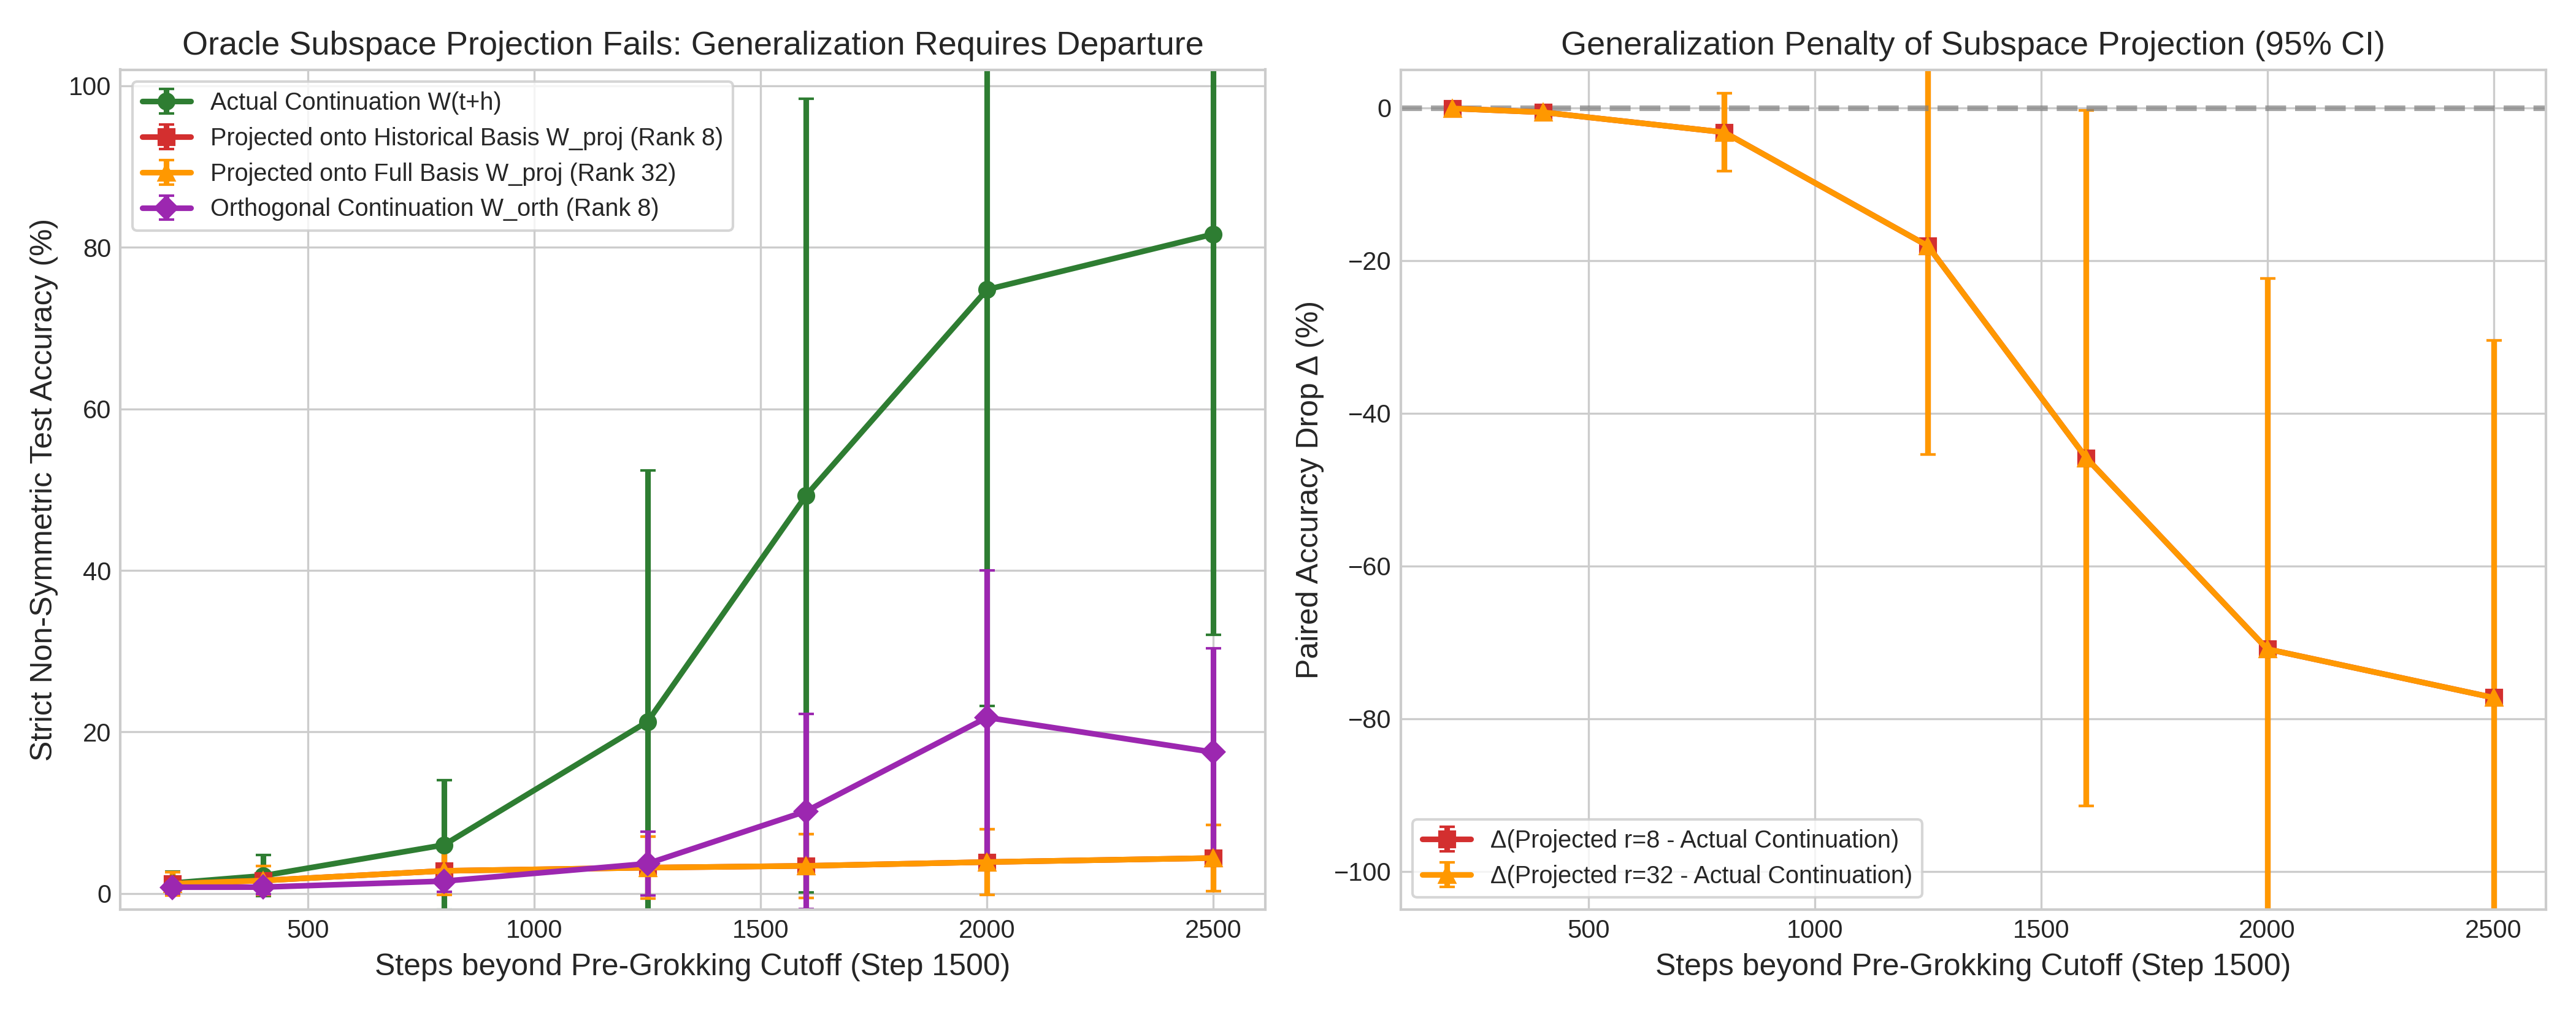 Oracle Subspace Projection Fails: Generalization Requires Departure
Strict Non-Symmetric Test Accuracy (%)
100
80
60
40
20
0
Actual Continuation W(t+h)
Projected onto Historical Basis W_proj (Rank 8)
Projected onto Full Basis W_proj (Rank 32)
Orthogonal Continuation W_orth (Rank 8)
500 1000 1500 2000 2500
Steps beyond Pre-Grokking Cutoff (Step 1500)
Generalization Penalty of Subspace Projection (95% CI)
Paired Accuracy Drop Δ (%)
0
−20
−40
−60
−80
−100
Δ(Projected r=8 - Actual Continuation)
Δ(Projected r=32 - Actual Continuation)
500 1000 1500 2000 2500
Steps beyond Pre-Grokking Cutoff (Step 1500)